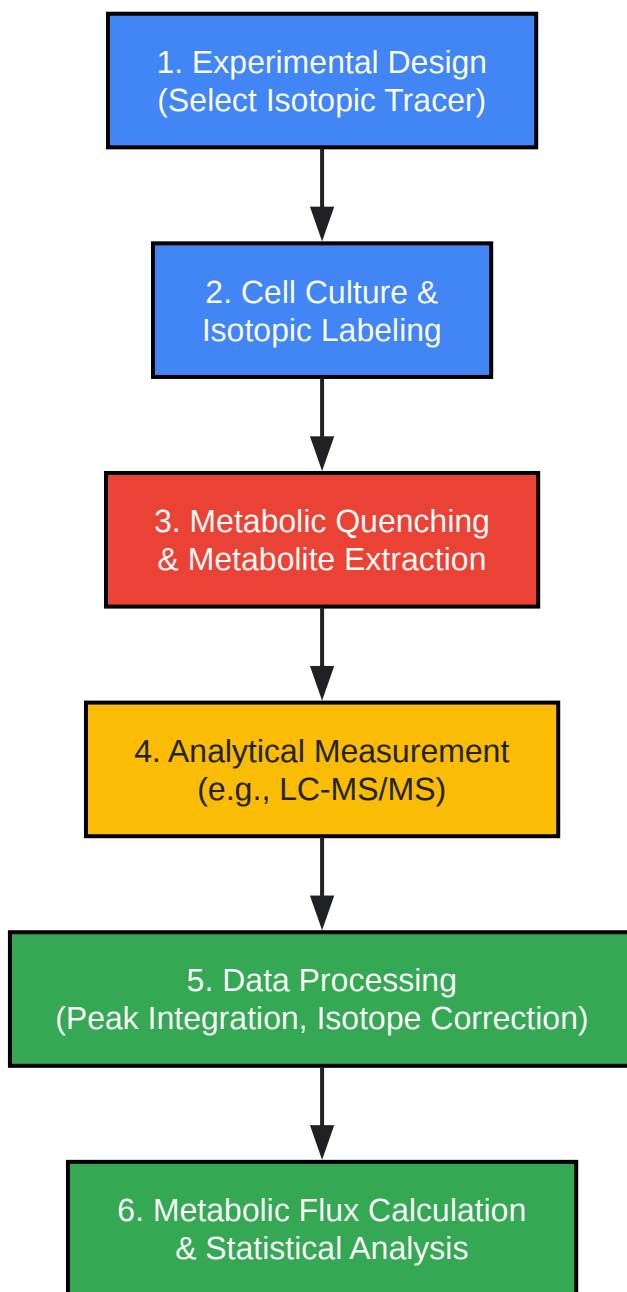 1. Experimental Design
(Select Isotopic Tracer)
2. Cell Culture &
Isotopic Labeling
3. Metabolic Quenching
& Metabolite Extraction
4. Analytical Measurement
(e.g., LC-MS/MS)
5. Data Processing
(Peak Integration, Isotope Correction)
6. Metabolic Flux Calculation
& Statistical Analysis